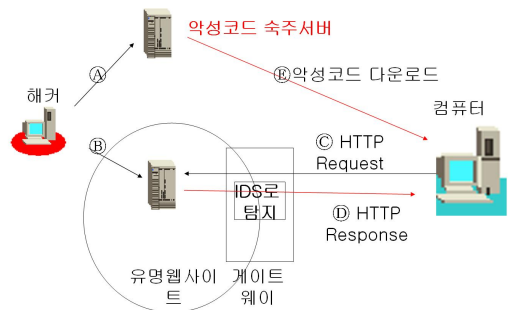 악성코드 숙주서버
Ⓐ
Ⓔ악성코드 다운로드
해커
컴퓨터
Ⓑ
Ⓒ HTTP
Request
IDS로
탐지
Ⓓ HTTP
Response
유명웹사이
트
게이트
웨이